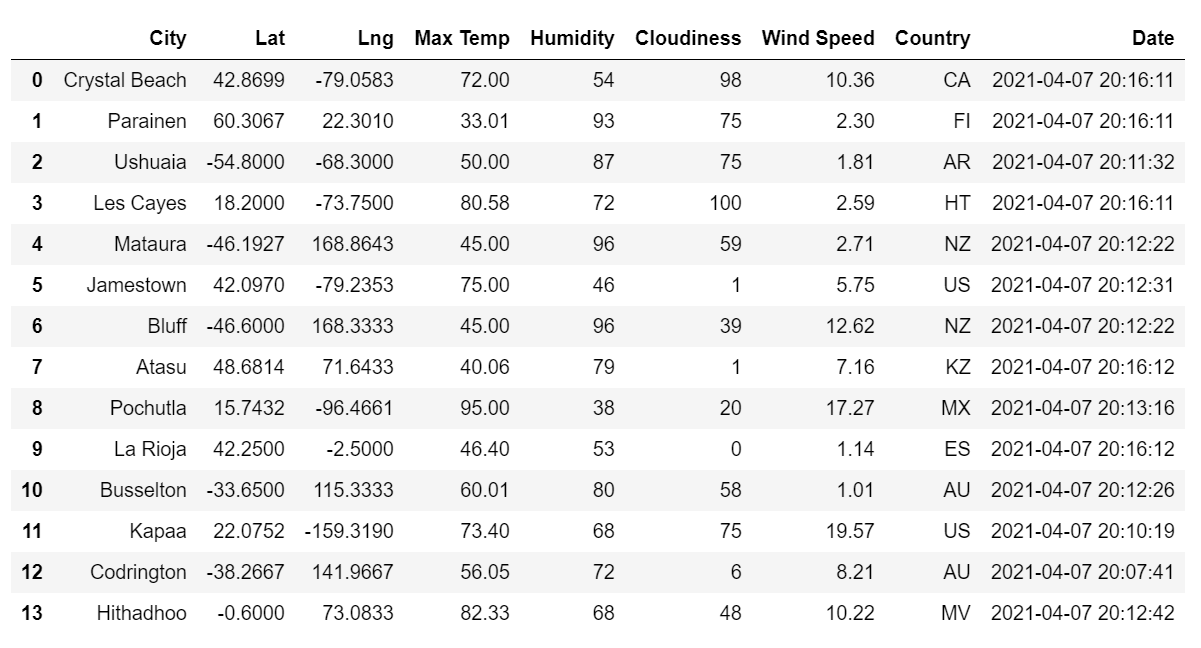 City Lat Lng Max Temp Humidity Cloudiness Wind Speed Country Date
0 Crystal Beach 42.8699 -79.0583 72.00 54 98 10.36 CA 2021-04-07 20:16:11
1 Parainen 60.3067 22.3010 33.01 93 75 2.30 FI 2021-04-07 20:16:11
2 Ushuaia -54.8000 -68.3000 50.00 87 75 1.81 AR 2021-04-07 20:11:32
3 Les Cayes 18.2000 -73.7500 80.58 72 100 2.59 HT 2021-04-07 20:16:11
4 Mataura -46.1927 168.8643 45.00 96 59 2.71 NZ 2021-04-07 20:12:22
5 Jamestown 42.0970 -79.2353 75.00 46 1 5.75 US 2021-04-07 20:12:31
6 Bluff -46.6000 168.3333 45.00 96 39 12.62 NZ 2021-04-07 20:12:22
7 Atasu 48.6814 71.6433 40.06 79 1 7.16 KZ 2021-04-07 20:16:12
8 Pochutla 15.7432 -96.4661 95.00 38 20 17.27 MX 2021-04-07 20:13:16
9 La Rioja 42.2500 -2.5000 46.40 53 0 1.14 ES 2021-04-07 20:16:12
10 Busselton -33.6500 115.3333 60.01 80 58 1.01 AU 2021-04-07 20:12:26
11 Kapaa 22.0752 -159.3190 73.40 68 75 19.57 US 2021-04-07 20:10:19
12 Codrington -38.2667 141.9667 56.05 72 6 8.21 AU 2021-04-07 20:07:41
13 Hithadhoo -0.6000 73.0833 82.33 68 48 10.22 MV 2021-04-07 20:12:42